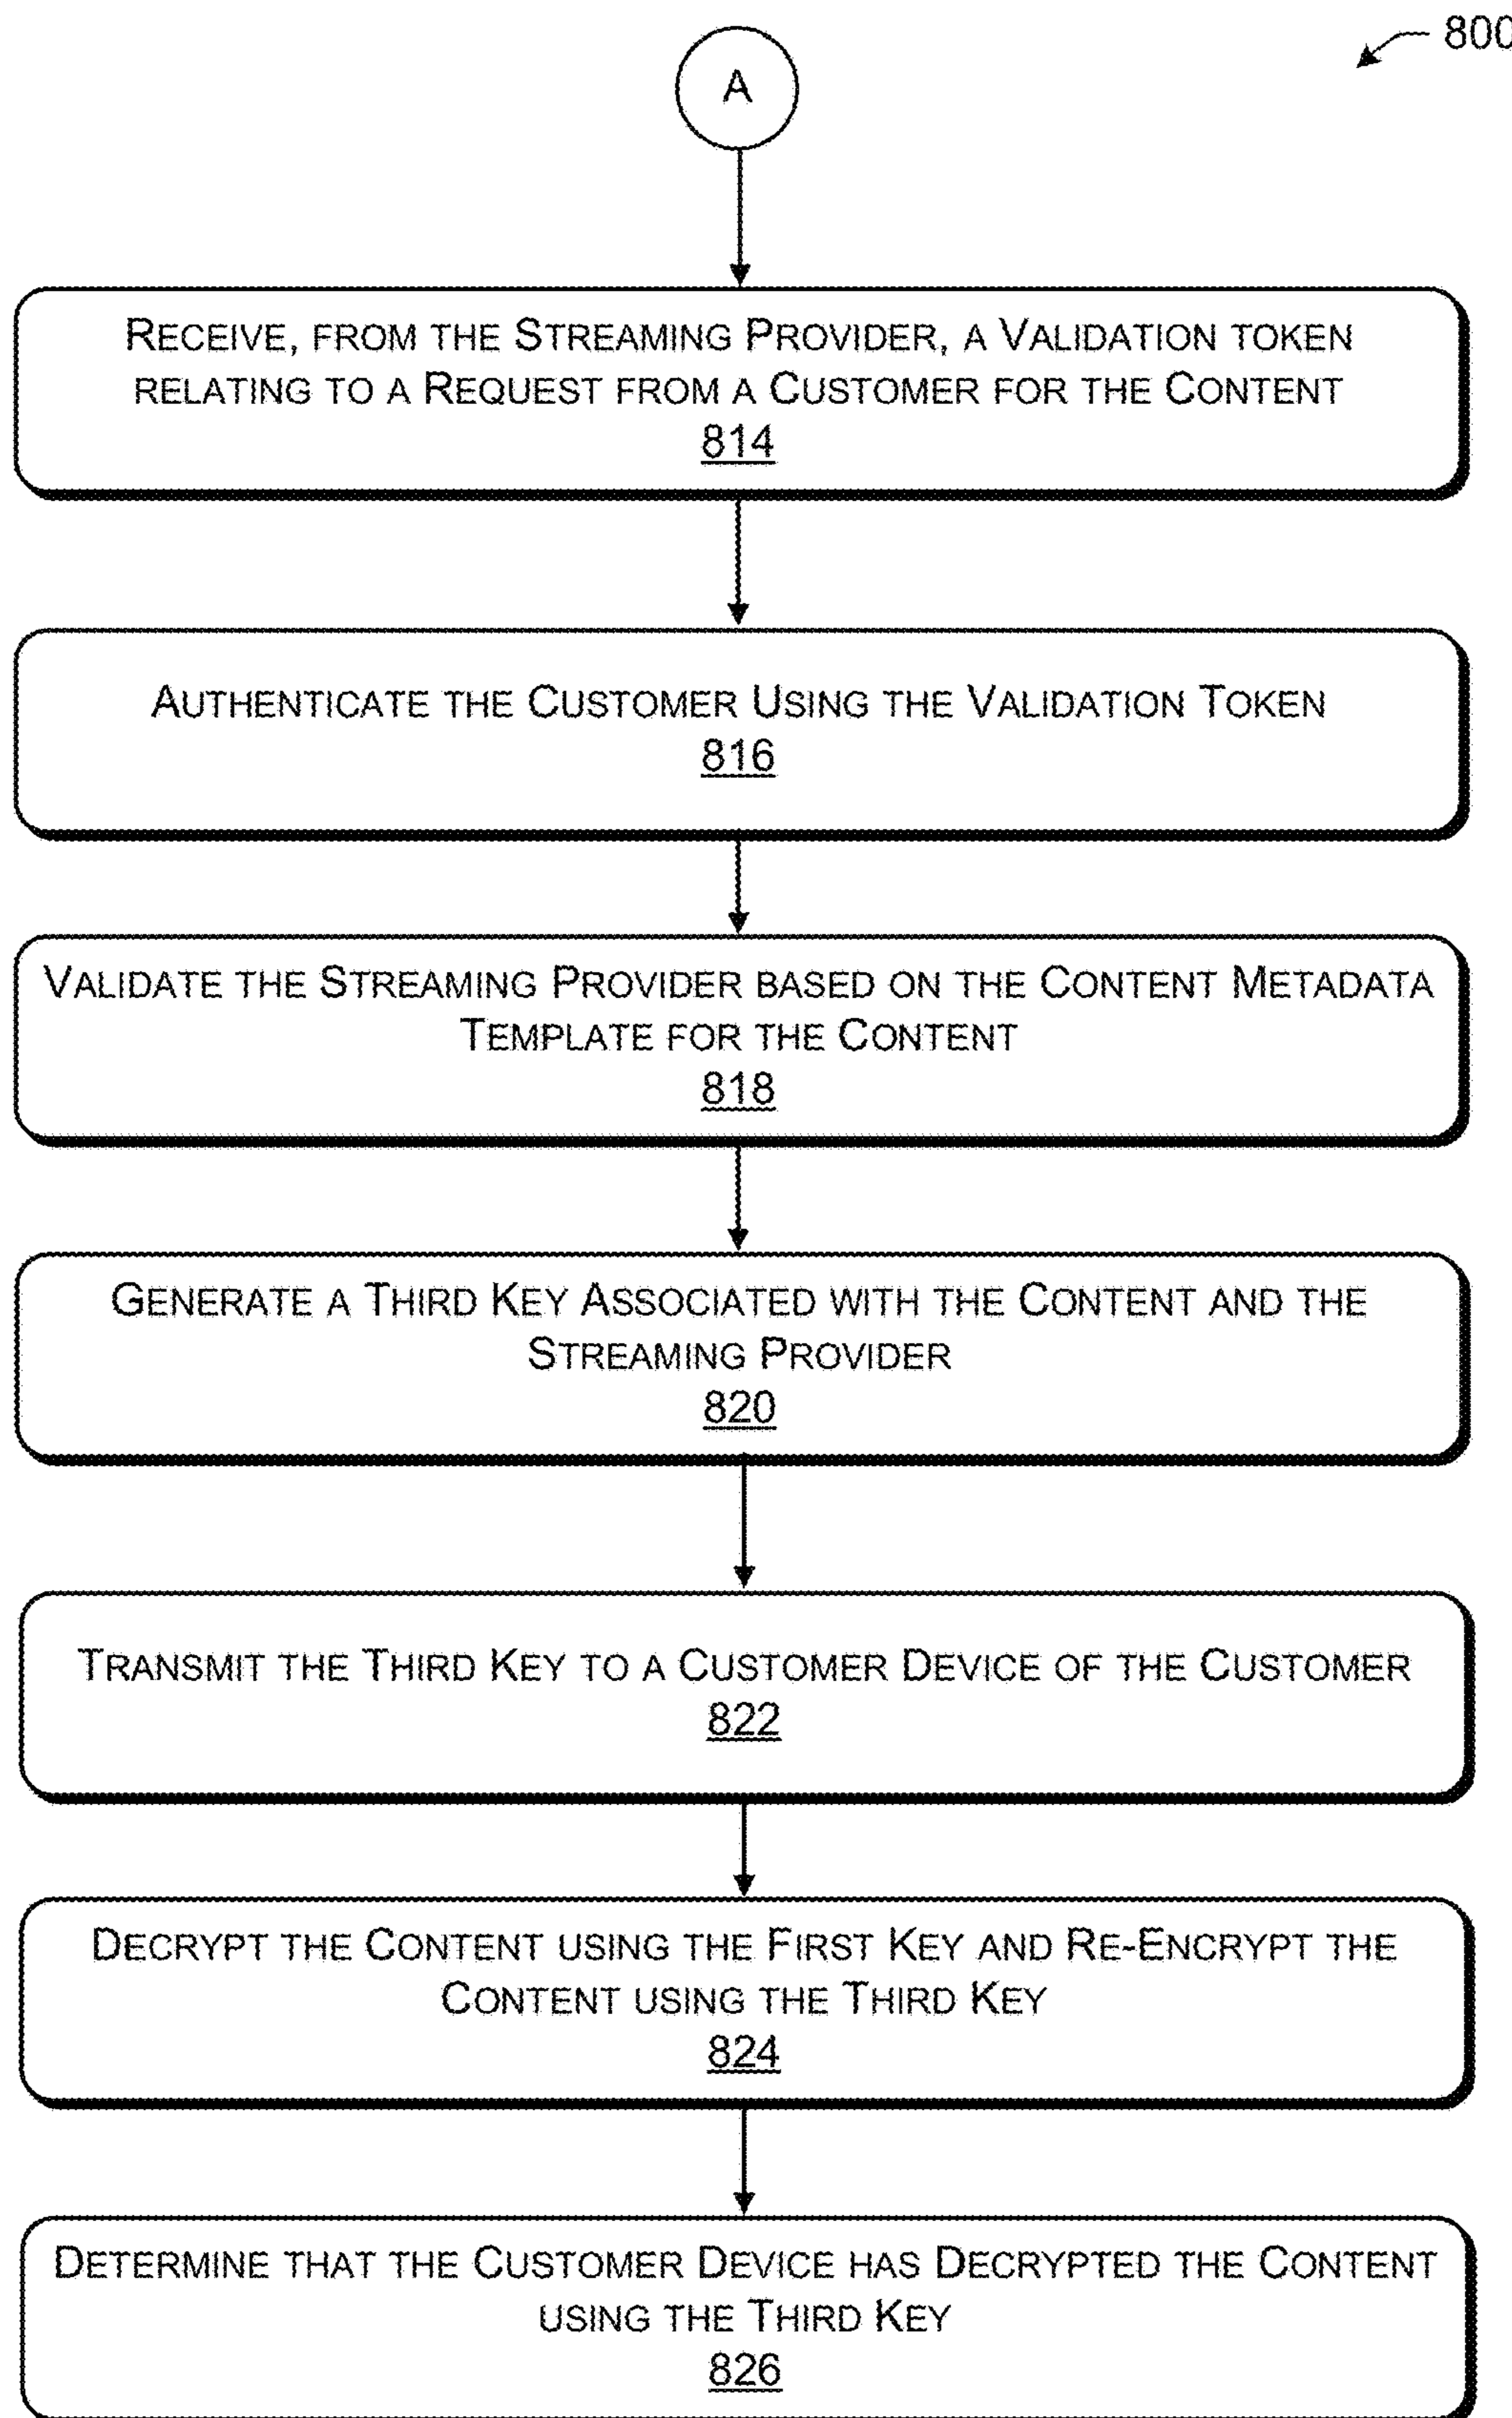 800
A
RECEIVE, FROM THE STREAMING PROVIDER, A VALIDATION TOKEN
RELATING TO A REQUEST FROM A CUSTOMER FOR THE CONTENT
814
AUTHENTICATE THE CUSTOMER USING THE VALIDATION TOKEN
816
VALIDATE THE STREAMING PROVIDER BASED ON THE CONTENT METADATA
TEMPLATE FOR THE CONTENT
818
GENERATE A THIRD KEY ASSOCIATED WITH THE CONTENT AND THE
STREAMING PROVIDER
820
TRANSMIT THE THIRD KEY TO A CUSTOMER DEVICE OF THE CUSTOMER
822
DECRYPT THE CONTENT USING THE FIRST KEY AND RE-ENCRYPT THE
CONTENT USING THE THIRD KEY
824
DETERMINE THAT THE CUSTOMER DEVICE HAS DECRYPTED THE CONTENT
USING THE THIRD KEY
826